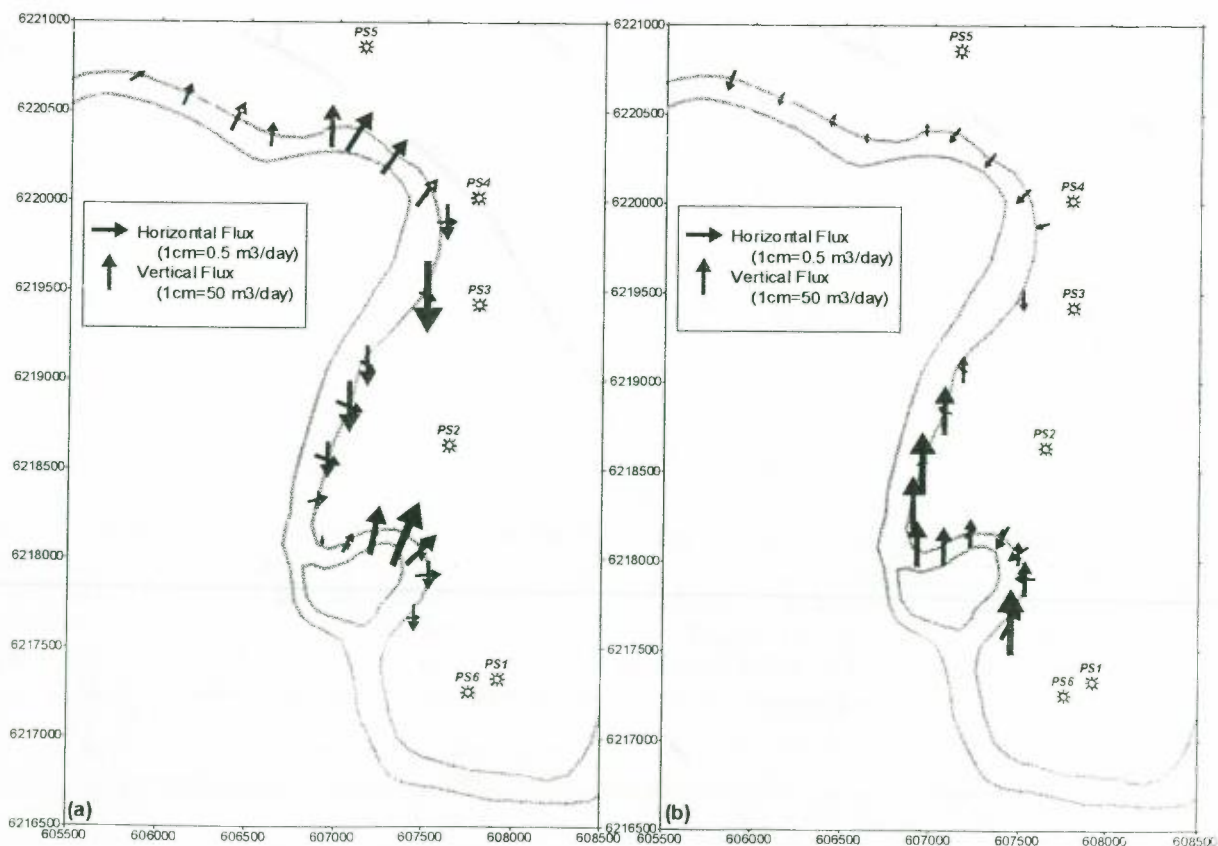 6221000
6220500
6220000
6219500
6219000
6218500
6218000
6217500
6217000
6216500
605500
606000
606500
607000
607500
608000
608500
PS5
PS4
PS3
PS2
PS1
PS6
Horizontal Flux
(1cm=0.5 m3/day)
Vertical Flux
(1cm=50 m3/day)
(a)
6221000
6220500
6220000
6219500
6219000
6218500
6218000
6217500
6217000
6216500
605500
606000
606500
607000
607500
608000
608500
PS5
PS4
PS3
PS2
PS1
PS6
Horizontal Flux
(1cm=0.5 m3/day)
Vertical Flux
(1cm=50 m3/day)
(b)